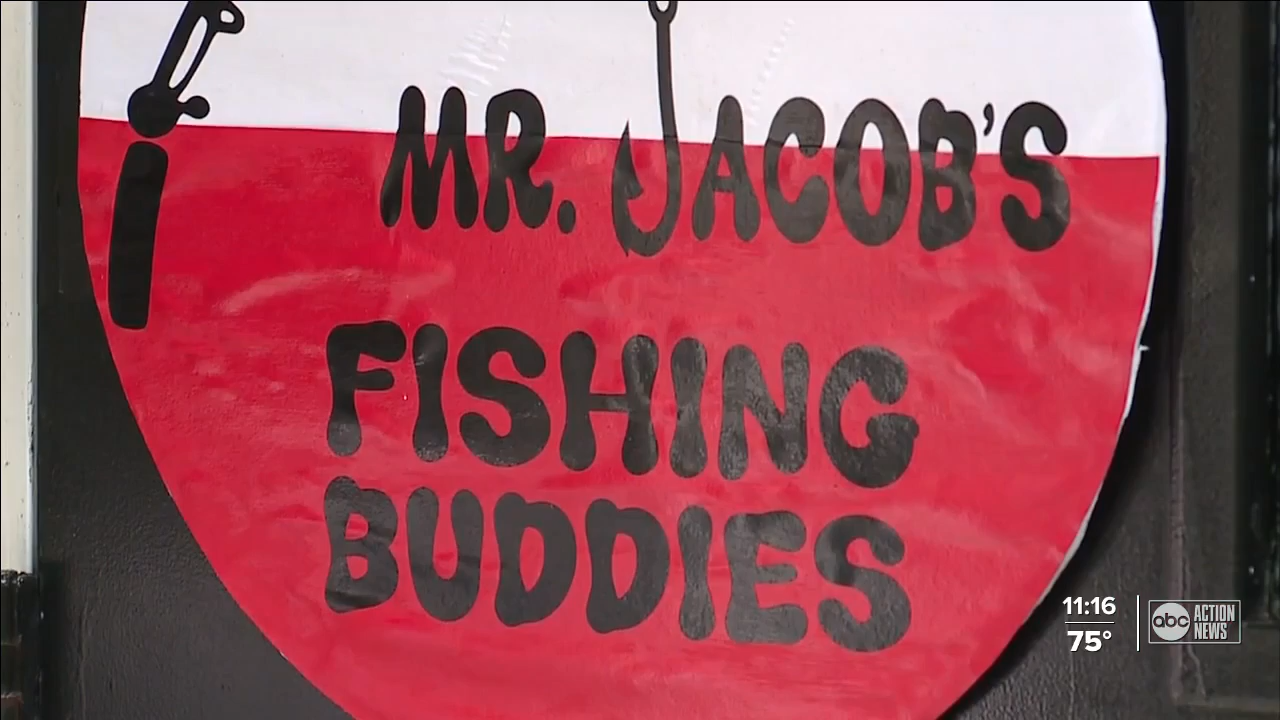 MR. JACOB'S
FISHING
BUDDIES
11:16
75°
abc ACTION NEWS